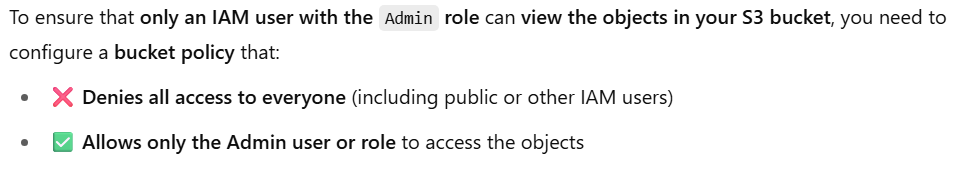 To ensure that only an IAM user with the Admin role can view the objects in your S3 bucket, you need to
configure a bucket policy that:
• ❌ Denies all access to everyone (including public or other IAM users)
• ✅ Allows only the Admin user or role to access the objects